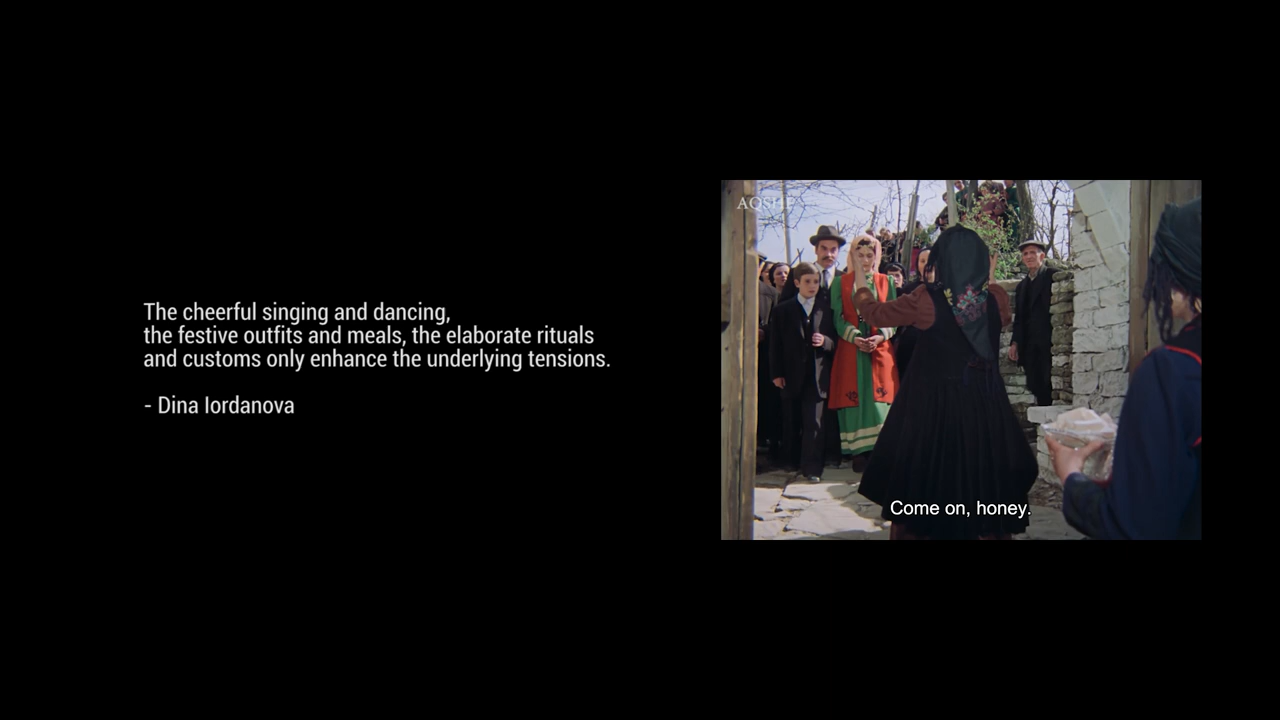 The cheerful singing and dancing,
the festive outfits and meals, the elaborate rituals
and customs only enhance the underlying tensions.
- Dina Iordanova
AQSHF
Come on, honey.